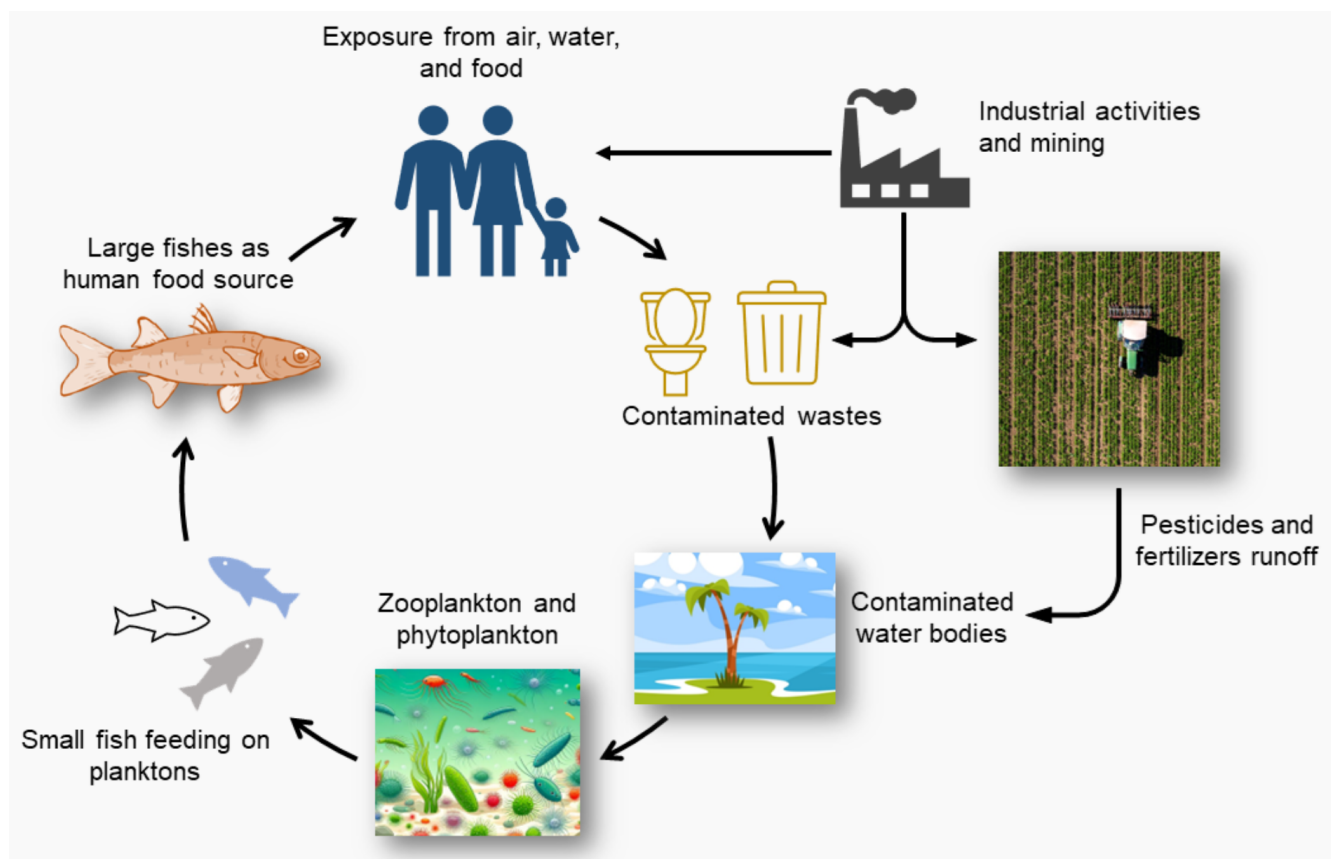 Exposure from air, water,
and food
Industrial activities
and mining
Large fishes as
human food source
Contaminated wastes
Pesticides and
fertilizers runoff
Contaminated
water bodies
Zooplankton and
phytoplankton
Small fish feeding on
planktons